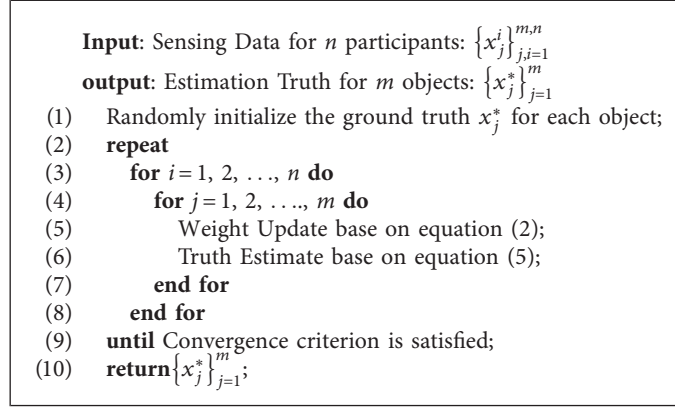 Input: Sensing Data for n participants: {x_j^i}_{j,i=1}^{m,n}
output: Estimation Truth for m objects: {x_j^*}_{j=1}^m
(1) Randomly initialize the ground truth x_j^* for each object;
(2) repeat
(3) for i = 1, 2, . . ., n do
(4) for j = 1, 2, . . . ., m do
(5) Weight Update base on equation (2);
(6) Truth Estimate base on equation (5);
(7) end for
(8) end for
(9) until Convergence criterion is satisfied;
(10) return{x_j^*}_{j=1}^m;